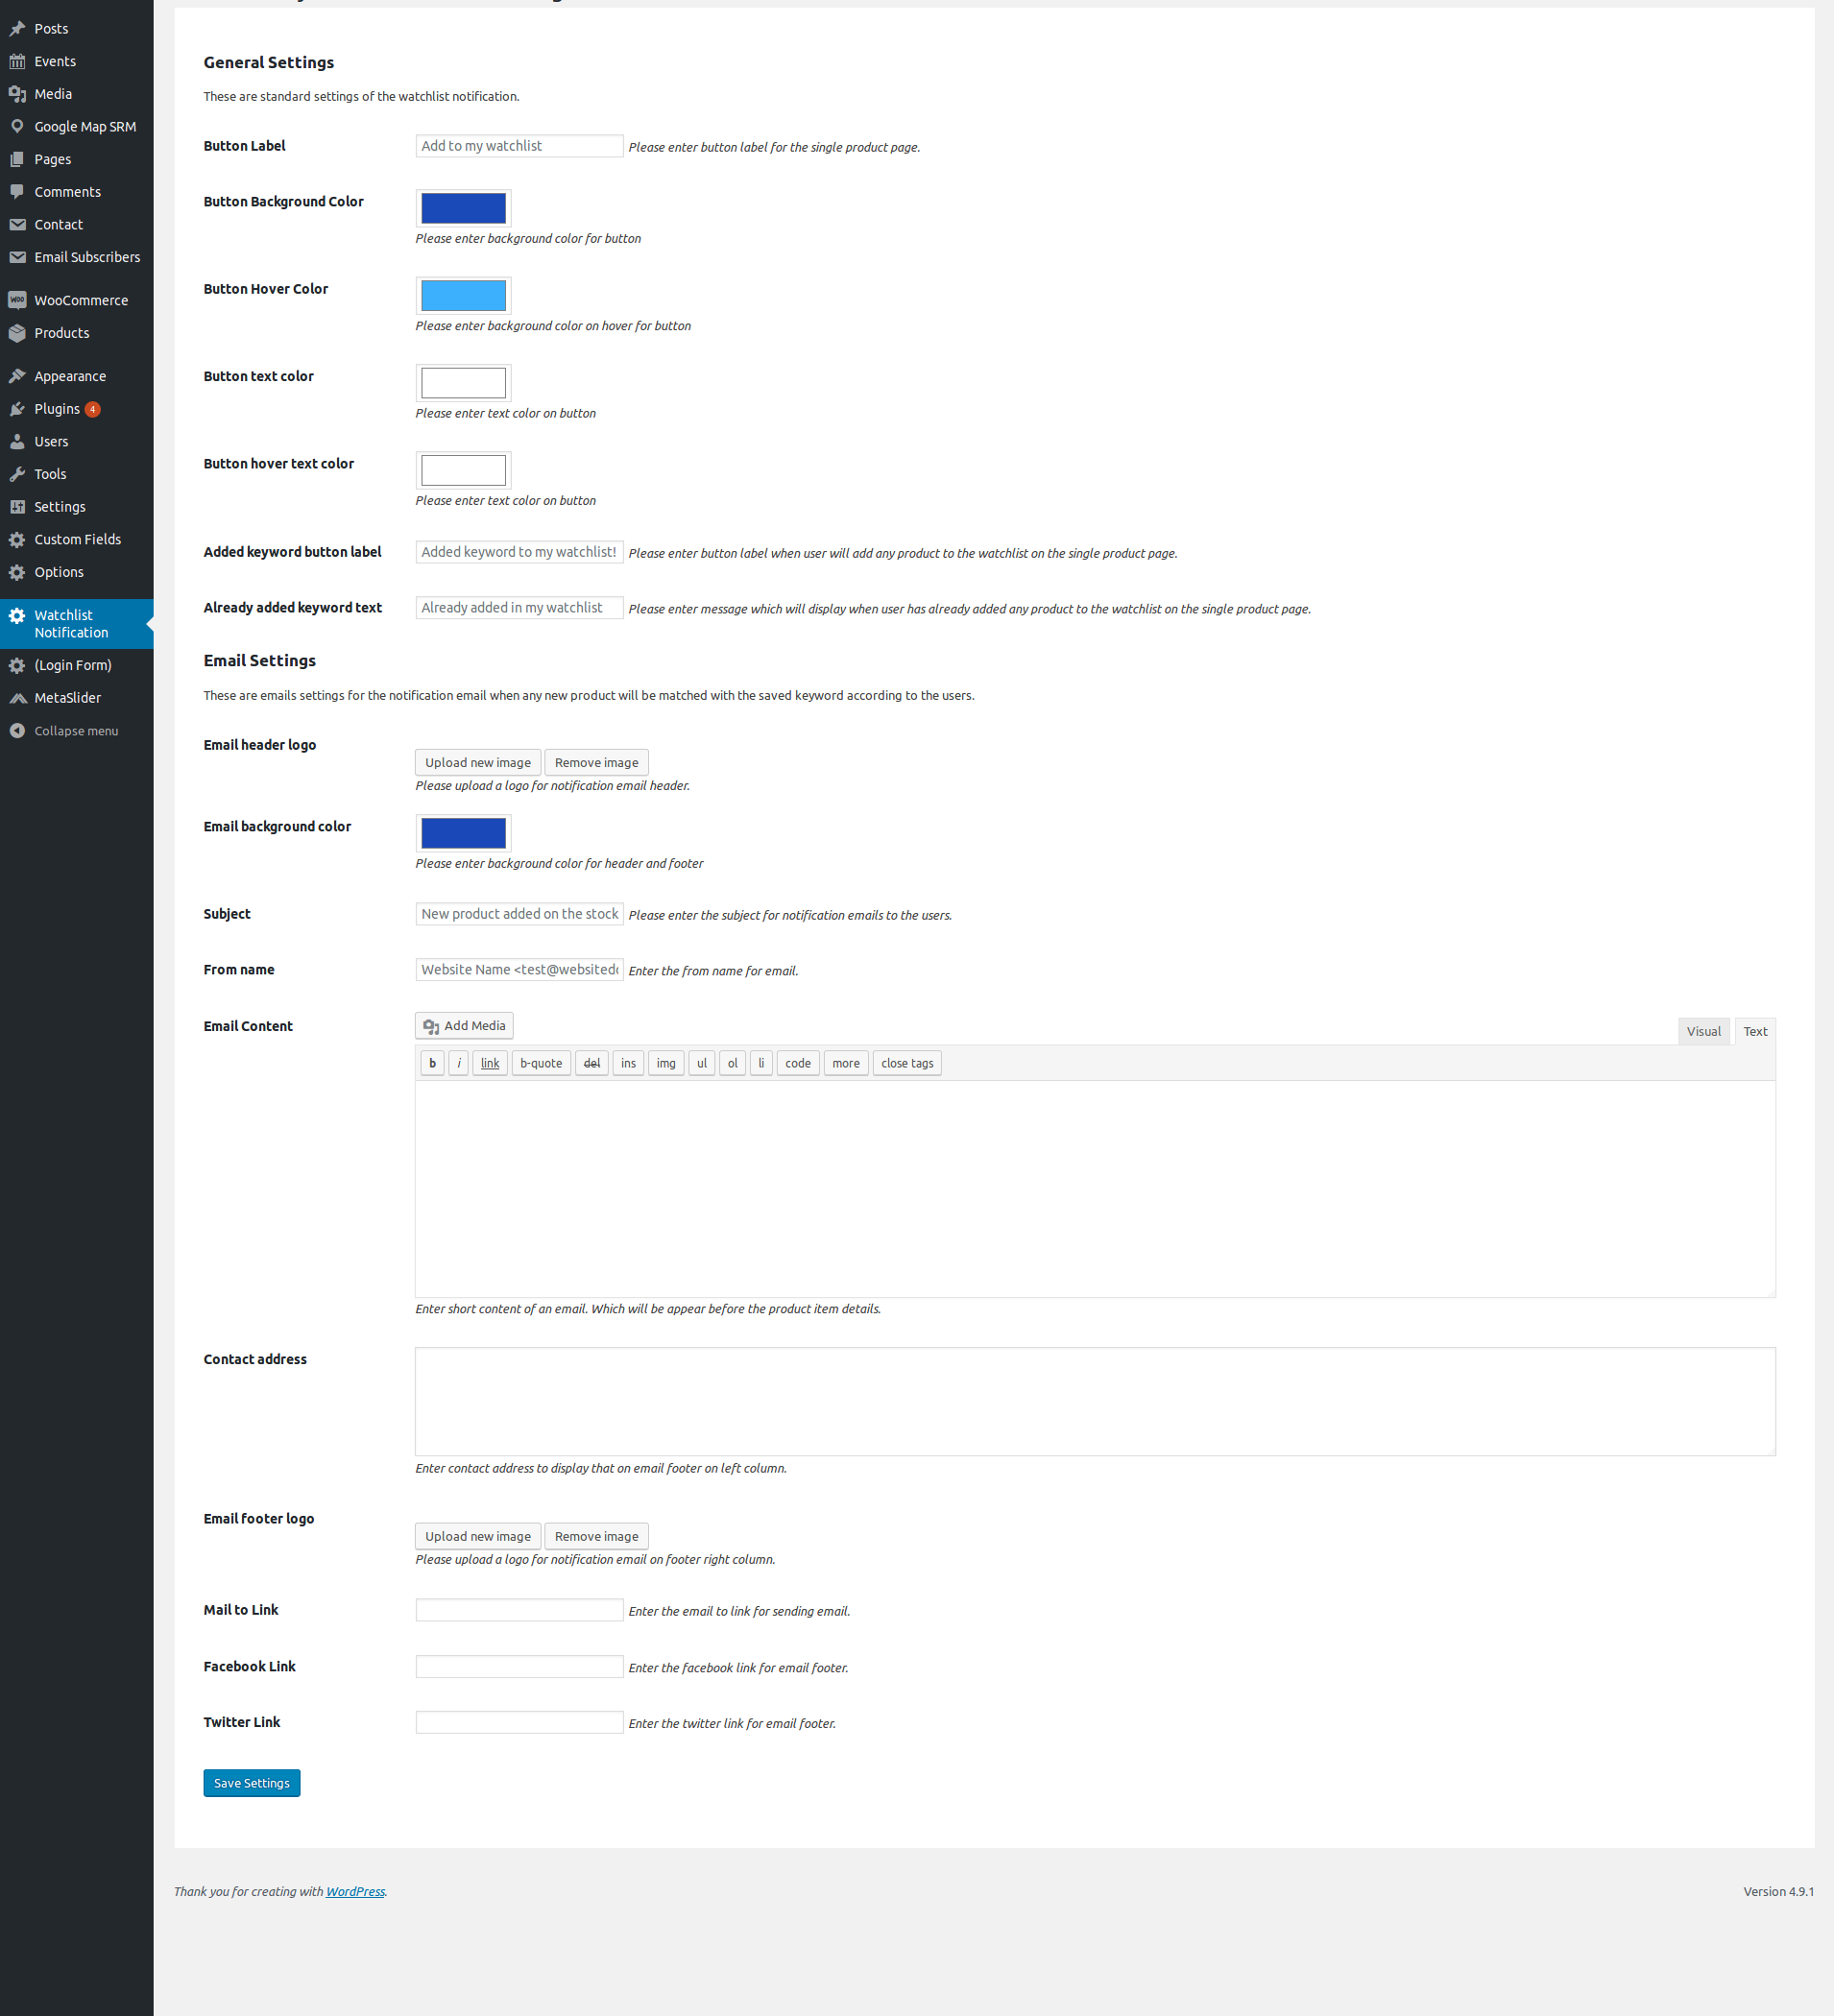 Posts
Events
Media
Google Map SRM
Pages
Comments
Contact
Email Subscribers
WOO WooCommerce
Products
Appearance
Plugins 4
Users
Tools
Settings
Custom Fields
Options
Watchlist
Notification
(Login Form)
MetaSlider
Collapse menu
General Settings
These are standard settings of the watchlist notification.
Button Label Add to my watchlist Please enter button label for the single product page.
Button Background Color
Please enter background color for button
Button Hover Color
Please enter background color on hover for button
Button text color
Please enter text color on button
Button hover text color
Please enter text color on button
Added keyword button label Added keyword to my watchlist! Please enter button label when user will add any product to the watchlist on the single product page.
Already added keyword text Already added in my watchlist Please enter message which will display when user has already added any product to the watchlist on the single product page.
Email Settings
These are emails settings for the notification email when any new product will be matched with the saved keyword according to the users.
Email header logo
Upload new image Remove image
Please upload a logo for notification email header.
Email background color
Please enter background color for header and footer
Subject New product added on the stock Please enter the subject for notification emails to the users.
From name Website Name <test@websited Enter the from name for email.
Email Content Add Media Visual Text
b i link b-quote del ins img ul ol li code more close tags
Enter short content of an email. Which will be appear before the product item details.
Contact address
Enter contact address to display that on email footer on left column.
Email footer logo
Upload new image Remove image
Please upload a logo for notification email on footer right column.
Mail to Link Enter the email to link for sending email.
Facebook Link Enter the facebook link for email footer.
Twitter Link Enter the twitter link for email footer.
Save Settings
Thank you for creating with WordPress. Version 4.9.1